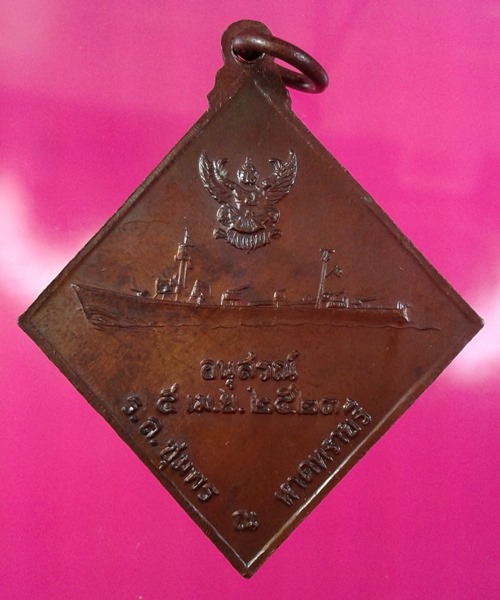 อนุสรณ์
๕ เม.ย. ๒๕๒๓
ร.ล. ชุมพร
ณ
หาดทรายรี